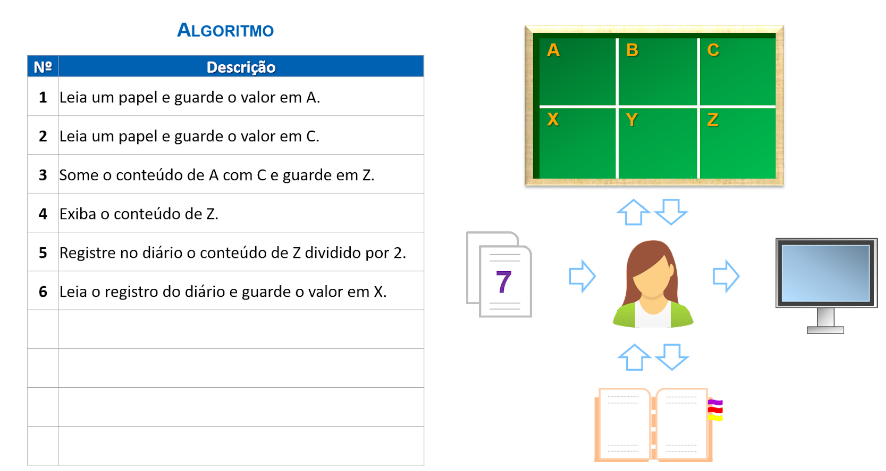 ALGORITMO
Nº Descrição
1 Leia um papel e guarde o valor em A.
2 Leia um papel e guarde o valor em C.
3 Some o conteúdo de A com C e guarde em Z.
4 Exiba o conteúdo de Z.
5 Registre no diário o conteúdo de Z dividido por 2.
6 Leia o registro do diário e guarde o valor em X.
A B C
X Y Z
7